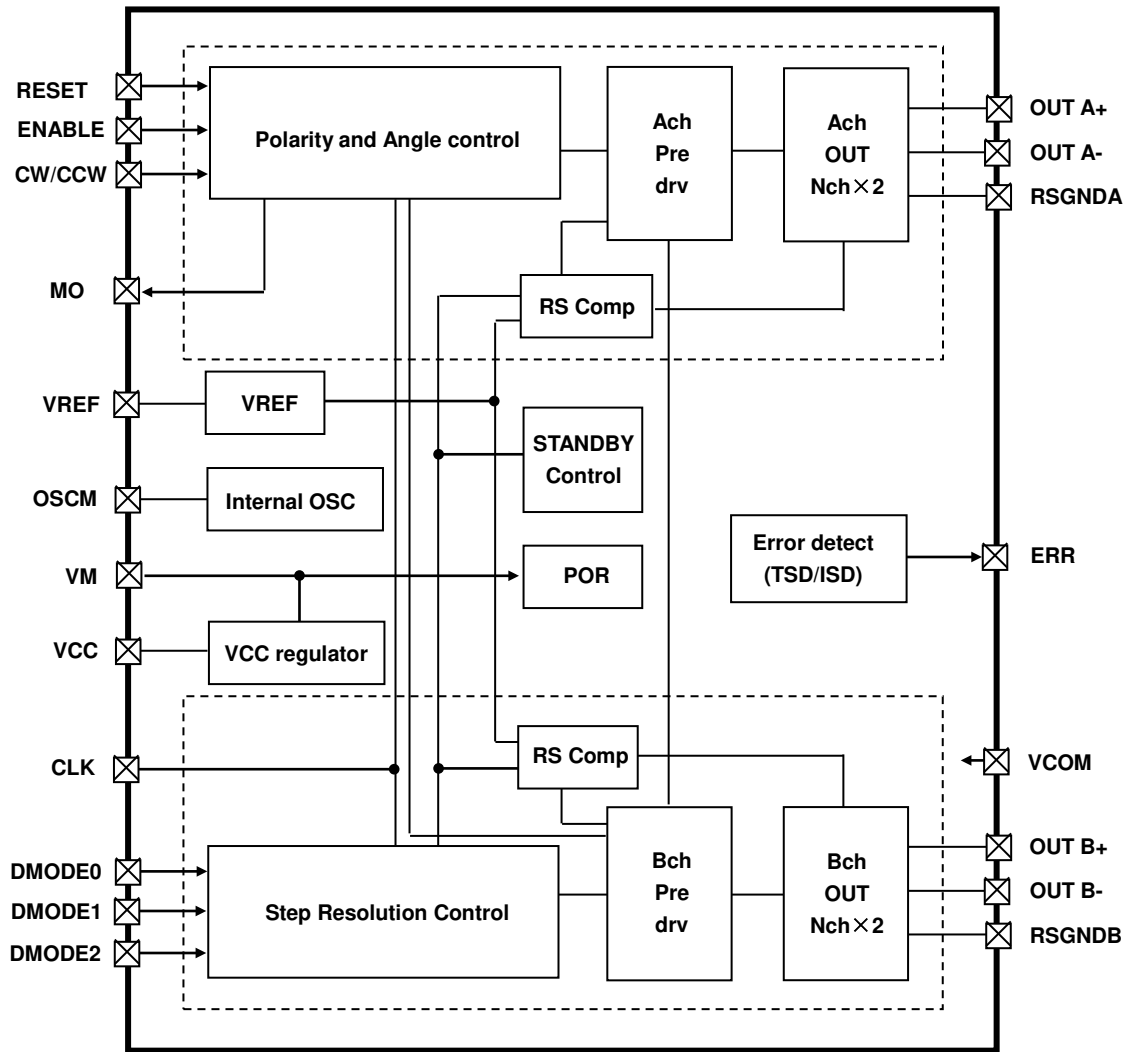 RESET
ENABLE
CW/CCW
MO
VREF
OSCM
VM
VCC
CLK
DMODE0
DMODE1
DMODE2
Polarity and Angle control
Ach
Pre
drv
Ach
OUT
Nch×2
RS Comp
VREF
STANDBY
Control
Internal OSC
POR
VCC regulator
Error detect
(TSD/ISD)
RS Comp
Step Resolution Control
Bch
Pre
drv
Bch
OUT
Nch×2
OUT A+
OUT A-
RSGNDA
ERR
VCOM
OUT B+
OUT B-
RSGNDB